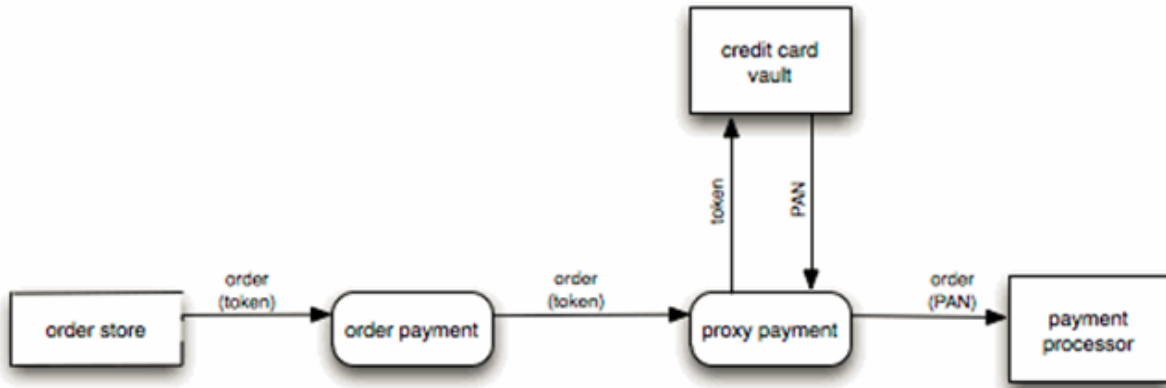 credit card
vault
token
PAN
order
(token)
order
(token)
order
(PAN)
order store
order payment
proxy payment
payment
processor